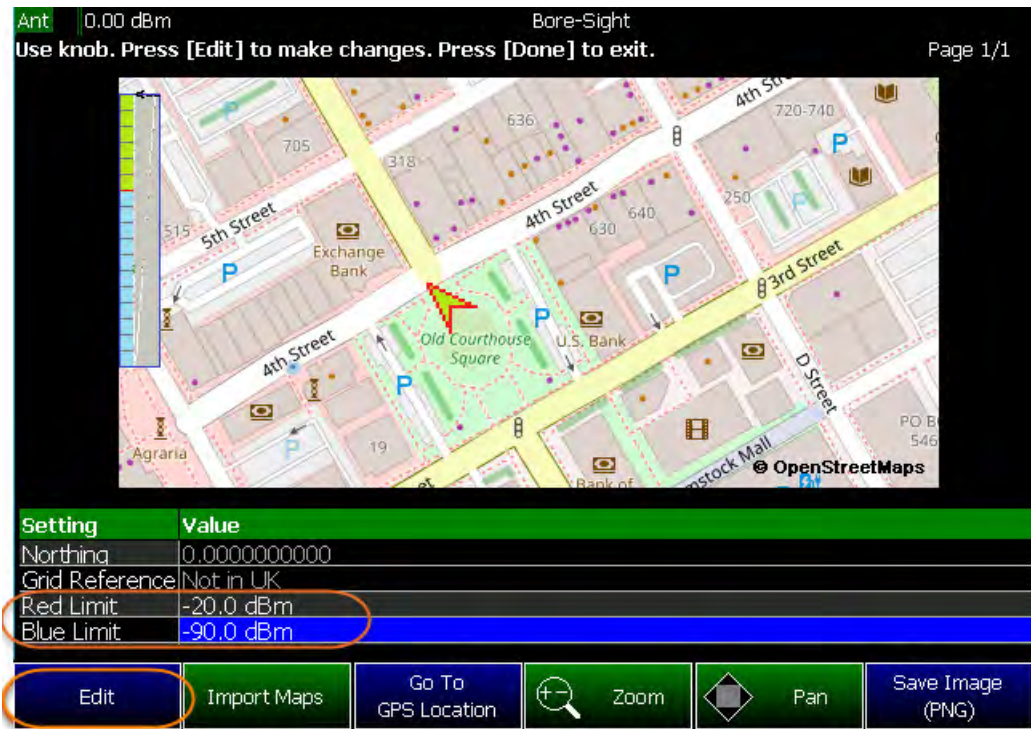 Ant 0.00 dBm Bore-Sight
Use knob. Press [Edit] to make changes. Press [Done] to exit. Page 1/1
4th Str
720-740
636
705
318
P
4th Street
250
640
630
515
5th Street
Exchange
Bank
P
P
3rd Street
Old Courthouse
Square
P
U.S. Bank
4th Street
D Street
P
PO B
546
Agraria
P
19
mstock Mall
© OpenStreetMaps
Bank of
et
Setting Value
Northing 0.0000000000
Grid Reference Not in UK
Red Limit -20.0 dBm
Blue Limit -90.0 dBm
Edit
Import Maps
Go To
GPS Location
Zoom
Pan
Save Image
(PNG)